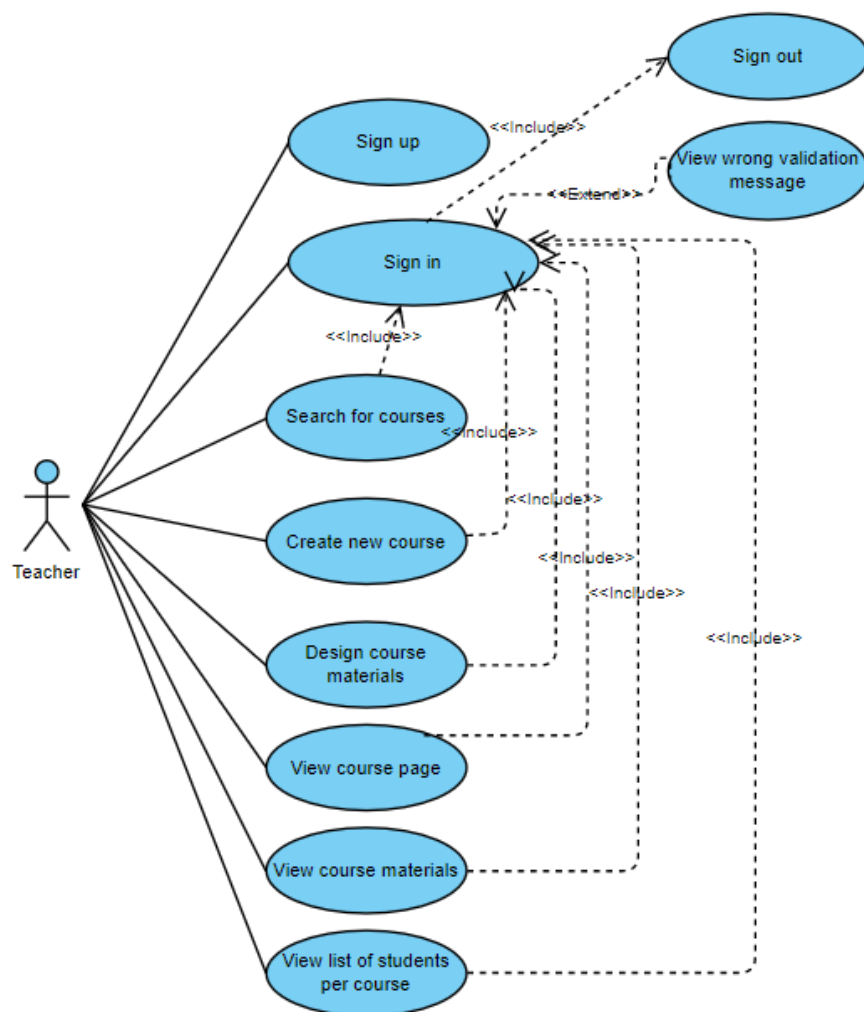 Sign out
<<Include>>
Sign up
View wrong validation
message
<<Extend>>
Sign in
<<Include>>
Search for courses
<<Include>>
<<Include>>
Create new course
<<Include>>
<<Include>>
<<Include>>
Teacher
Design course
materials
View course page
View course materials
View list of students
per course